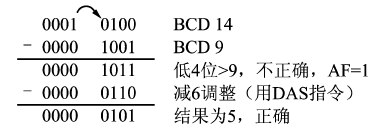 0001 0100 BCD 14
- 0000 1001 BCD 9
0000 1011 低4位>9，不正确，AF=1
- 0000 0110 减6调整（用DAS指令）
0000 0101 结果为5，正确